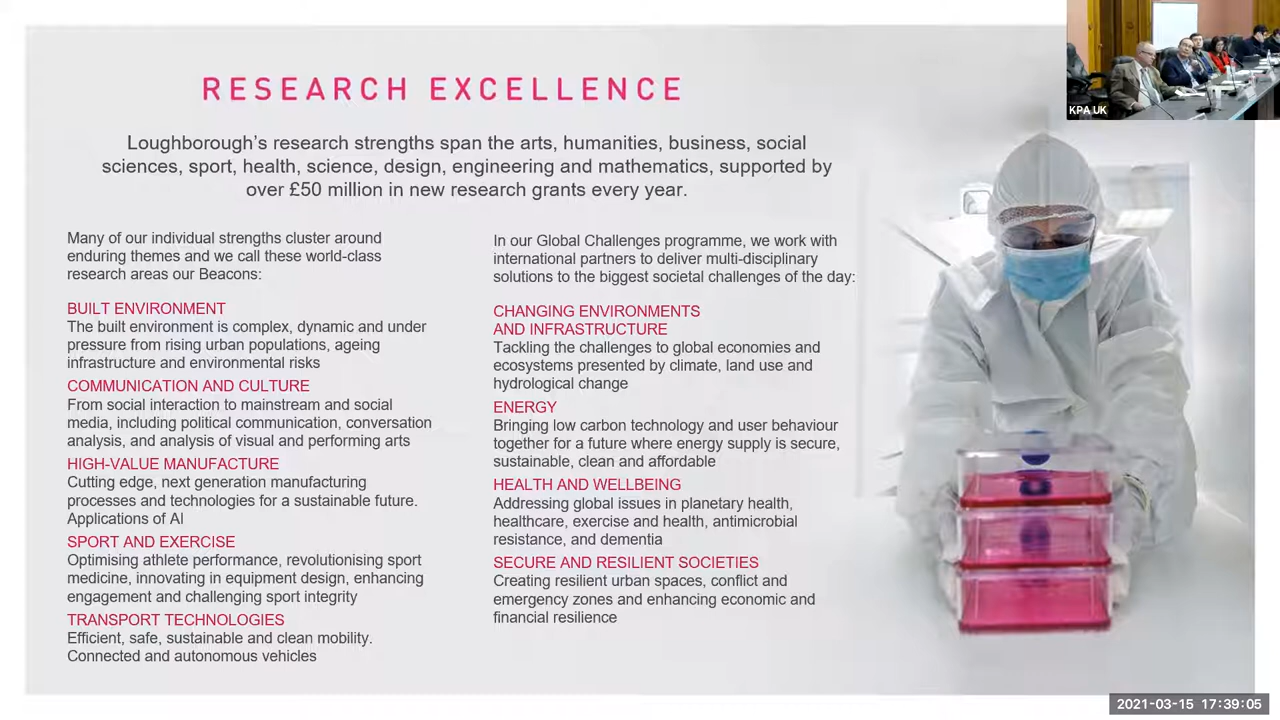 RESEARCH EXCELLENCE
Loughborough's research strengths span the arts, humanities, business, social
sciences, sport, health, science, design, engineering and mathematics, supported by
over £50 million in new research grants every year.
Many of our individual strengths cluster around
enduring themes and we call these world-class
research areas our Beacons:
BUILT ENVIRONMENT
The built environment is complex, dynamic and under
pressure from rising urban populations, ageing
infrastructure and environmental risks
COMMUNICATION AND CULTURE
From social interaction to mainstream and social
media, including political communication, conversation
analysis, and analysis of visual and performing arts
HIGH-VALUE MANUFACTURE
Cutting edge, next generation manufacturing
processes and technologies for a sustainable future.
Applications of AI
SPORT AND EXERCISE
Optimising athlete performance, revolutionising sport
medicine, innovating in equipment design, enhancing
engagement and challenging sport integrity
TRANSPORT TECHNOLOGIES
Efficient, safe, sustainable and clean mobility.
Connected and autonomous vehicles
In our Global Challenges programme, we work with
international partners to deliver multi-disciplinary
solutions to the biggest societal challenges of the day:
CHANGING ENVIRONMENTS
AND INFRASTRUCTURE
Tackling the challenges to global economies and
ecosystems presented by climate, land use and
hydrological change
ENERGY
Bringing low carbon technology and user behaviour
together for a future where energy supply is secure,
sustainable, clean and affordable
HEALTH AND WELLBEING
Addressing global issues in planetary health,
healthcare, exercise and health, antimicrobial
resistance, and dementia
SECURE AND RESILIENT SOCIETIES
Creating resilient urban spaces, conflict and
emergency zones and enhancing economic and
financial resilience
KPA UK
2021-03-15 17:39:05